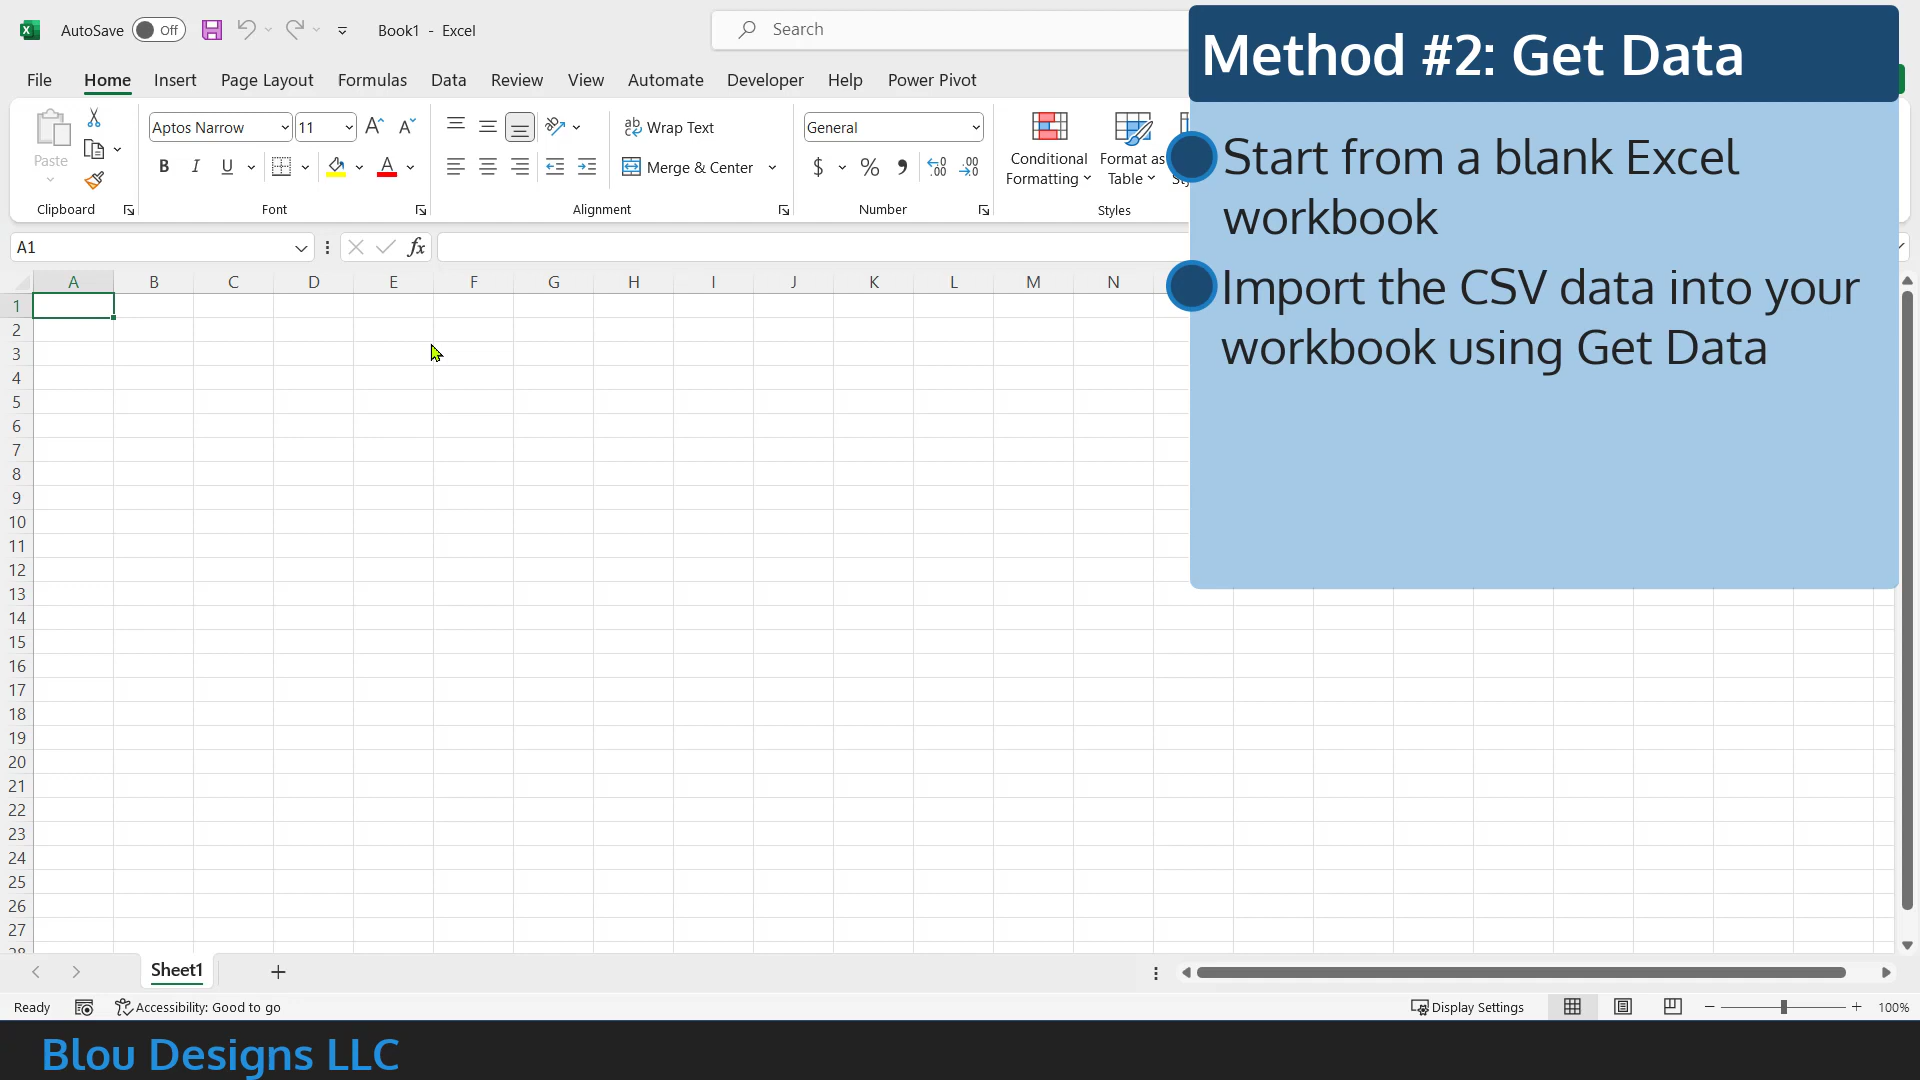 AutoSave Off Book1 - Excel Search
File Home Insert Page Layout Formulas Data Review View Automate Developer Help Power Pivot
Method #2: Get Data
Paste
Clipboard
Aptos Narrow 11
B I U A
Font
ab Wrap Text
Merge & Center
Alignment
General
$ % 9 .00
Number
Conditional
Formatting
Format as
Table
Styles
Start from a blank Excel
workbook
Import the CSV data into your
workbook using Get Data
A1 fx
A B C D E F G H I J K L M N
1
2
3
4
5
6
7
8
9
10
11
12
13
14
15
16
17
18
19
20
21
22
23
24
25
26
27
28
Sheet1 +
Ready Accessibility: Good to go Display Settings 100%
Blou Designs LLC